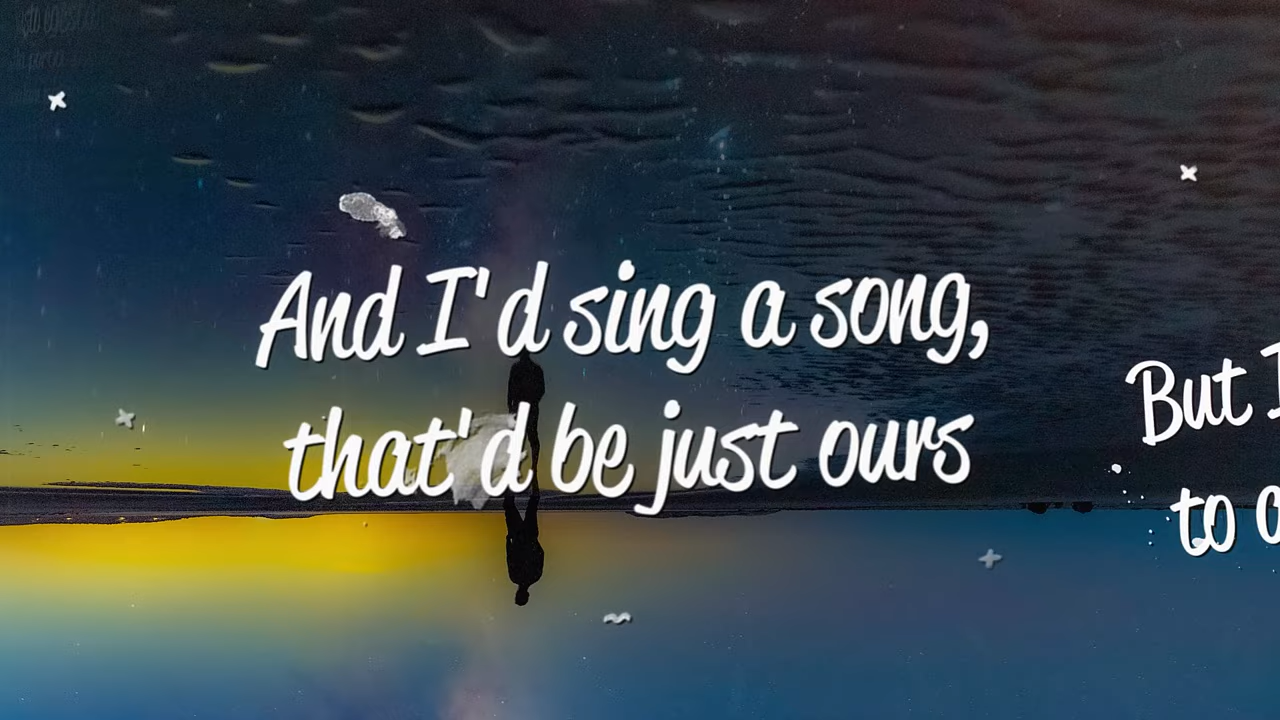 And I'd sing a song,
that'd be just ours
But
to